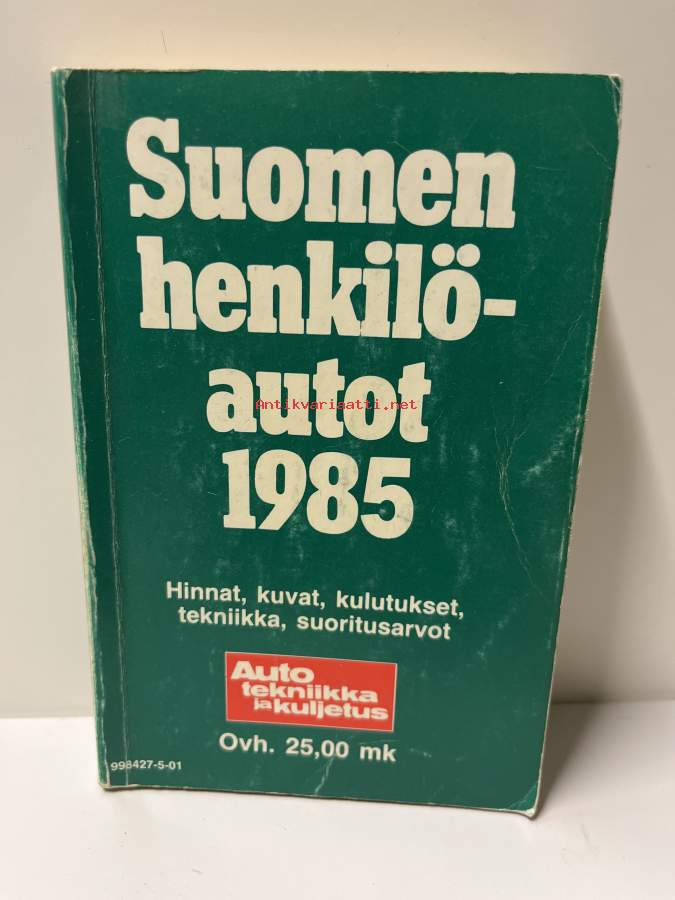 Suomen
henkilö-
autot
Antikvariaatti.net
1985
Hinnat, kuvat, kulutukset,
tekniikka, suoritusarvot
Auto
tekniikka
ja kuljetus
Ovh. 25,00 mk
998427-5-01